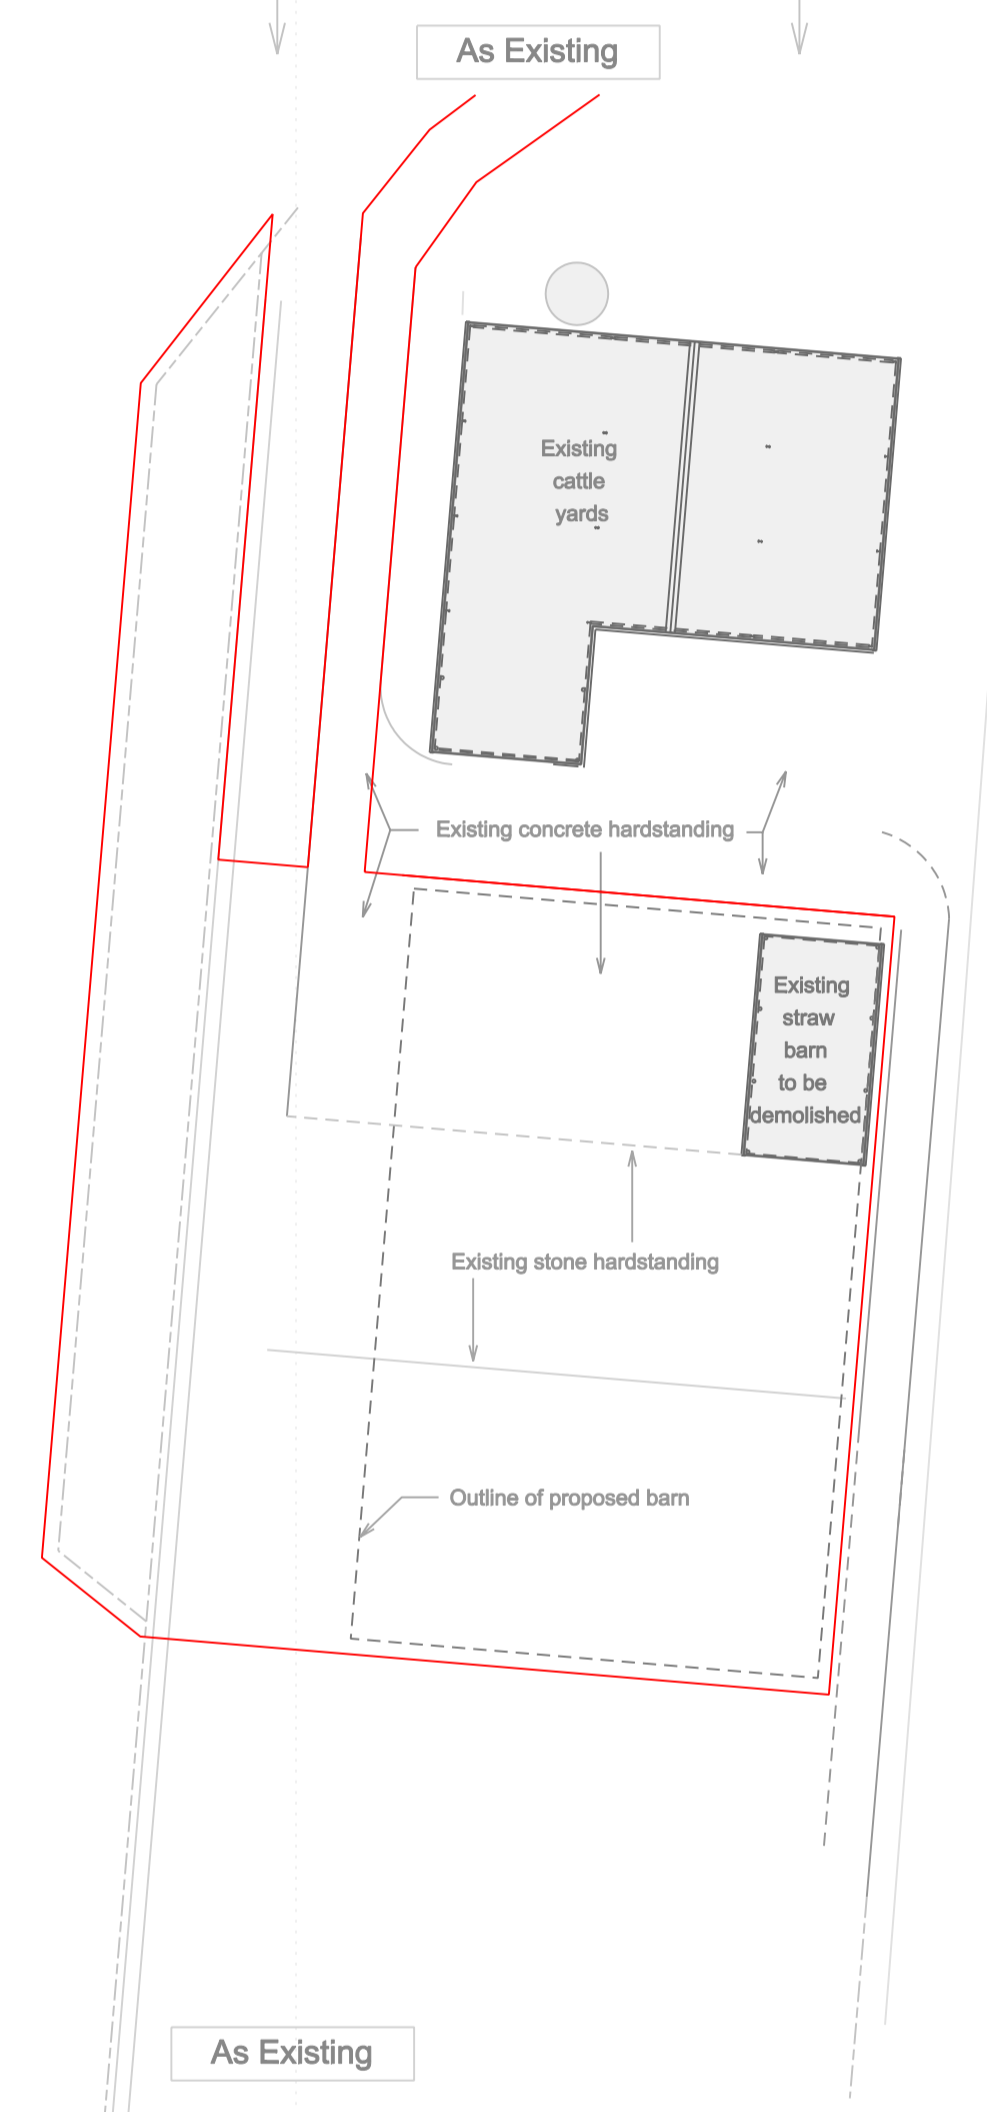 As Existing
Existing
cattle
yards
Existing concrete hardstanding
Existing
straw
barn
to be
demolished
Existing stone hardstanding
Outline of proposed barn
As Existing